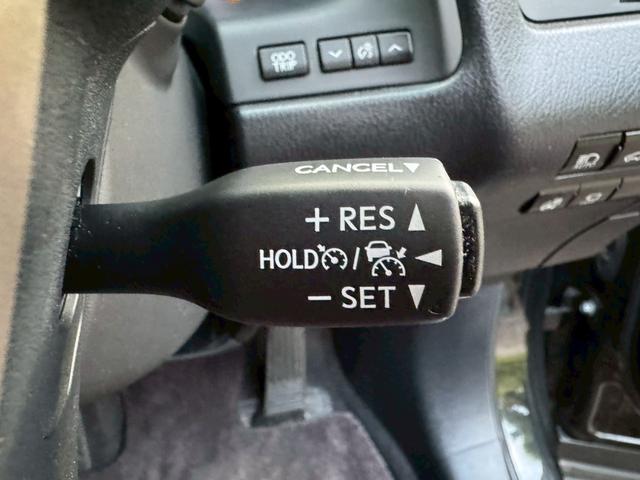 ODO
TRIP
CANCEL▼
+ RES ▲
HOLD / ◀
− SET ▼